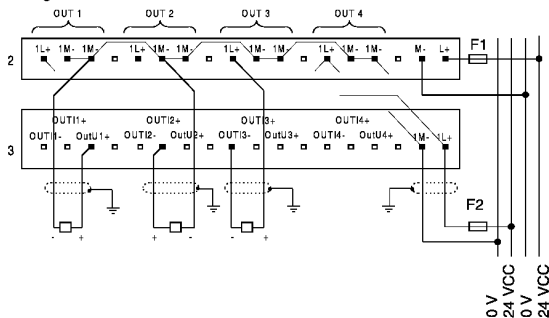 OUT 1 OUT 2 OUT 3 OUT 4
1L+ 1M- 1M- 1L+ 1M- 1M- 1L+ 1M- 1M- 1L+ 1M- 1M- M- L+ F1
2
OUTI1+ OUTI2+ OUTI3+ OUTI4+
OUTI1- OutU1+ OUTI2- OutU2+ OUTI3- OutU3+ OUTI4- OutU4+ 1M- 1L+
3
F2
- + + - - +
0 V
24 VCC
0 V
24 VCC